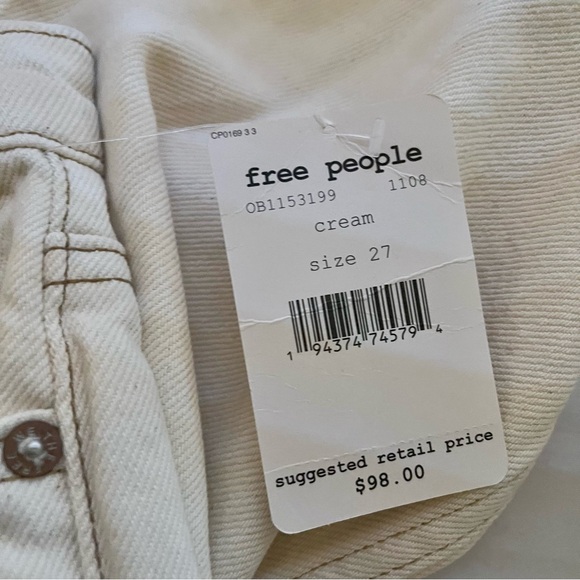 CP0169 3 3
free people
OB1153199 1108
cream
size 27
1 94374 74579 4
suggested retail price
$98.00